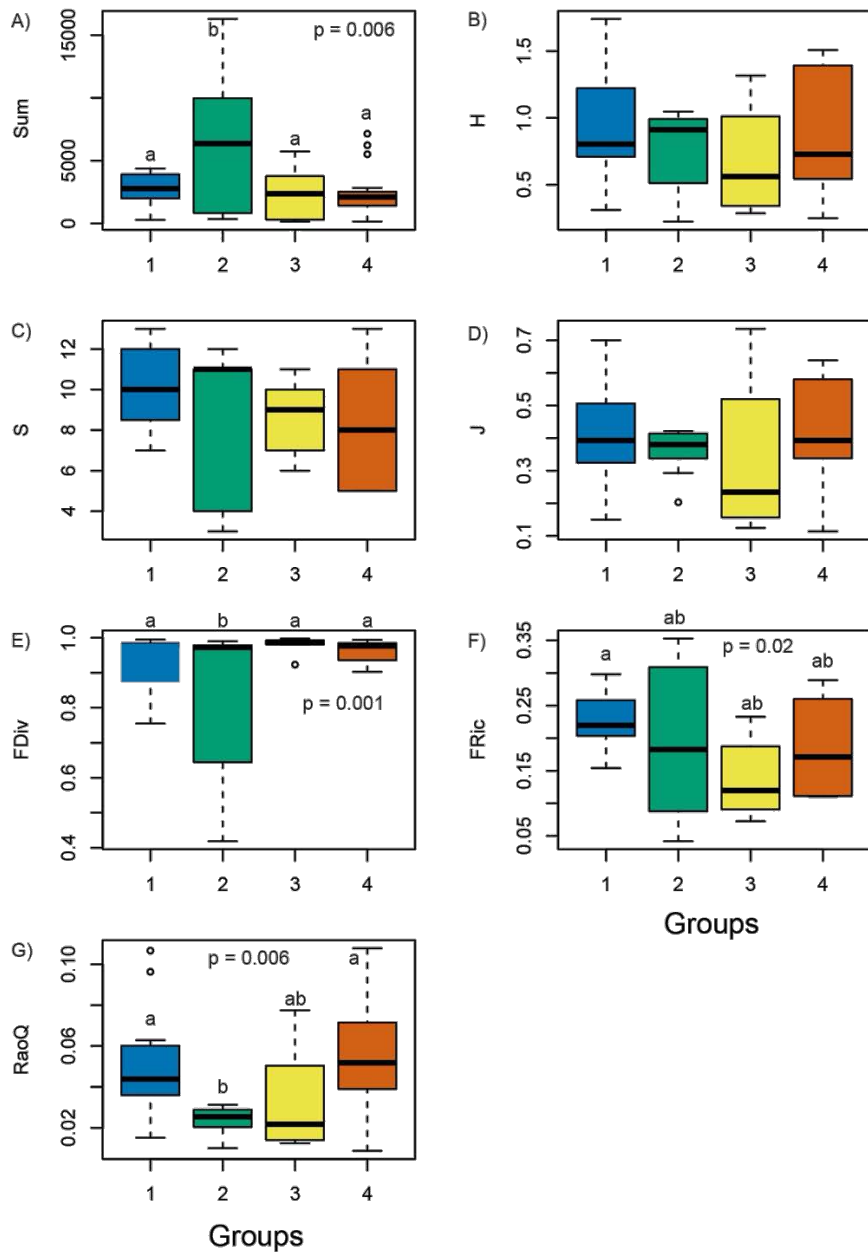 A)
Sum
15000
5000
0
a
b
a
a
p = 0.006
1 2 3 4
B)
H
1.5
1.0
0.5
1 2 3 4
C)
S
12
10
8
6
4
1 2 3 4
D)
J
0.7
0.5
0.3
0.1
1 2 3 4
E)
FDiv
1.0
0.8
0.6
0.4
a b a a
p = 0.001
1 2 3 4
F)
FRic
0.35
0.25
0.15
0.05
a
ab
ab
ab
p = 0.02
1 2 3 4
Groups
G)
RaoQ
0.10
0.06
0.02
a
b
ab
a
p = 0.006
1 2 3 4
Groups